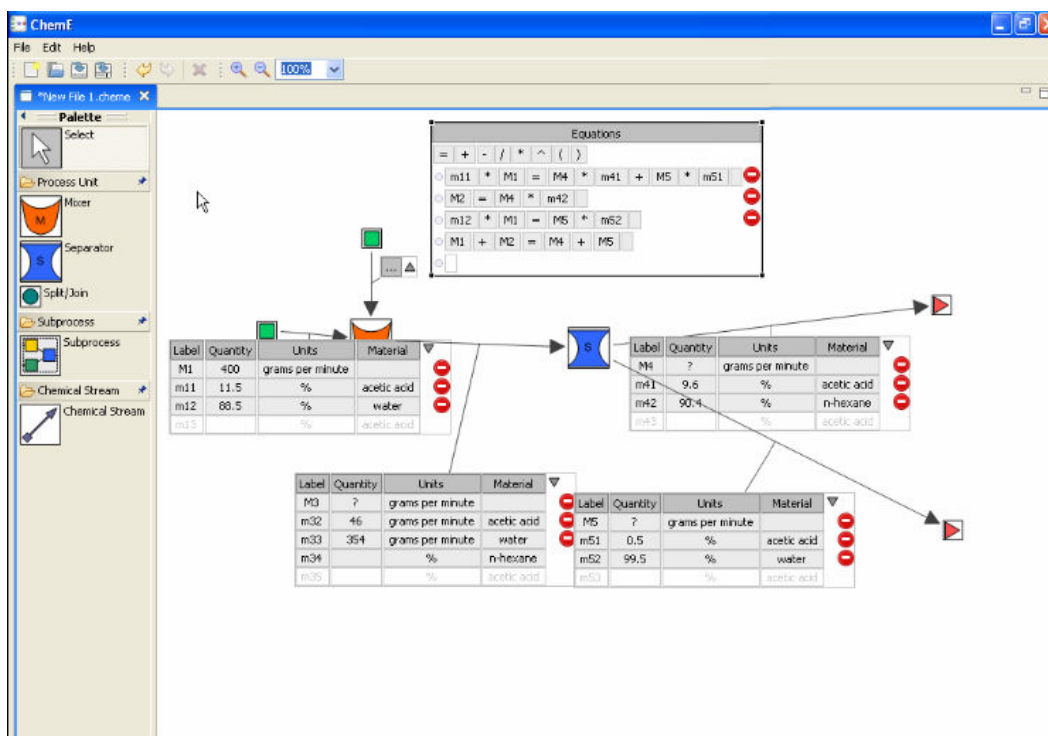 ChemE
File Edit Help
100%
*New File 1.cheme
Palette
Select
Process Unit
Mixer
M
Separator
S
Split/Join
Subprocess
Subprocess
Chemical Stream
Chemical Stream
Equations
= + - / * ^ ( )
m11 * M1 = M4 * m41 + M5 * m51
M2 = M4 * m42
m12 * M1 = M5 * m52
M1 + M2 = M4 + M5
...
S
Label Quantity Units Material
M1 400 grams per minute
m11 11.5 % acetic acid
m12 88.5 % water
m13 % acetic acid
Label Quantity Units Material
M4 ? grams per minute
m41 9.6 % acetic acid
m42 90.4 % n-hexane
m43 % acetic acid
Label Quantity Units Material
M3 ? grams per minute
m32 46 grams per minute acetic acid
m33 354 grams per minute water
m34 % n-hexane
m35 % acetic acid
Label Quantity Units Material
M5 ? grams per minute
m51 0.5 % acetic acid
m52 99.5 % water
m53 % acetic acid